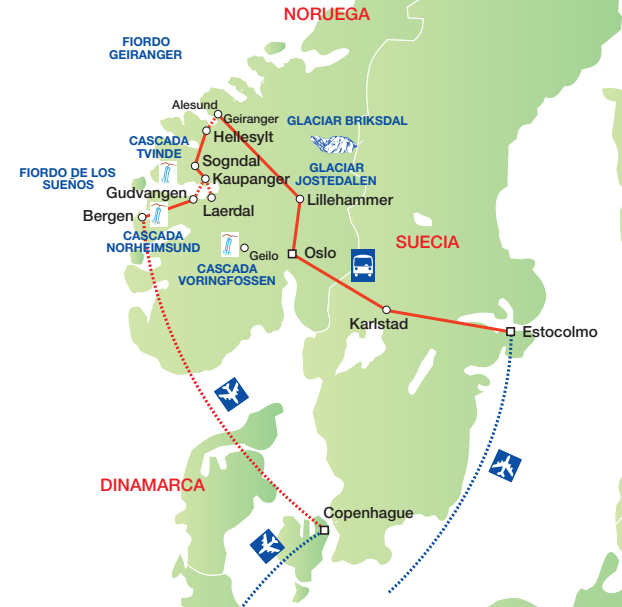 NORUEGA
FIORDO
GEIRANGER
Alesund
Geiranger
GLACIAR BRIKSDAL
Hellesylt
CASCADA
TVINDE
Sogndal
GLACIAR
JOSTEDALEN
FIORDO DE LOS
SUEÑOS
Kaupanger
Gudvangen
Lillehammer
Laerdal
Bergen
CASCADA
NORHEIMSUND
SUECIA
Oslo
Geilo
CASCADA
VORINGFOSSEN
Karlstad
Estocolmo
DINAMARCA
Copenhague